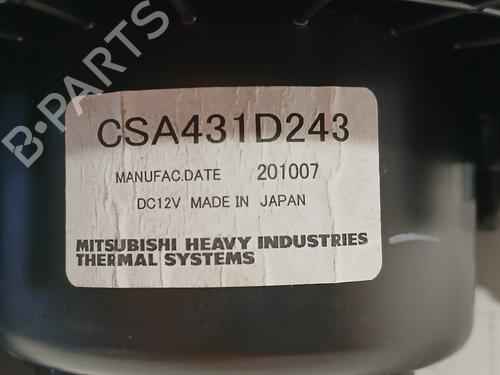 B-PARTS
CSA431D243
MANUFAC.DATE 201007
DC12V MADE IN JAPAN
MITSUBISHI HEAVY INDUSTRIES
THERMAL SYSTEMS